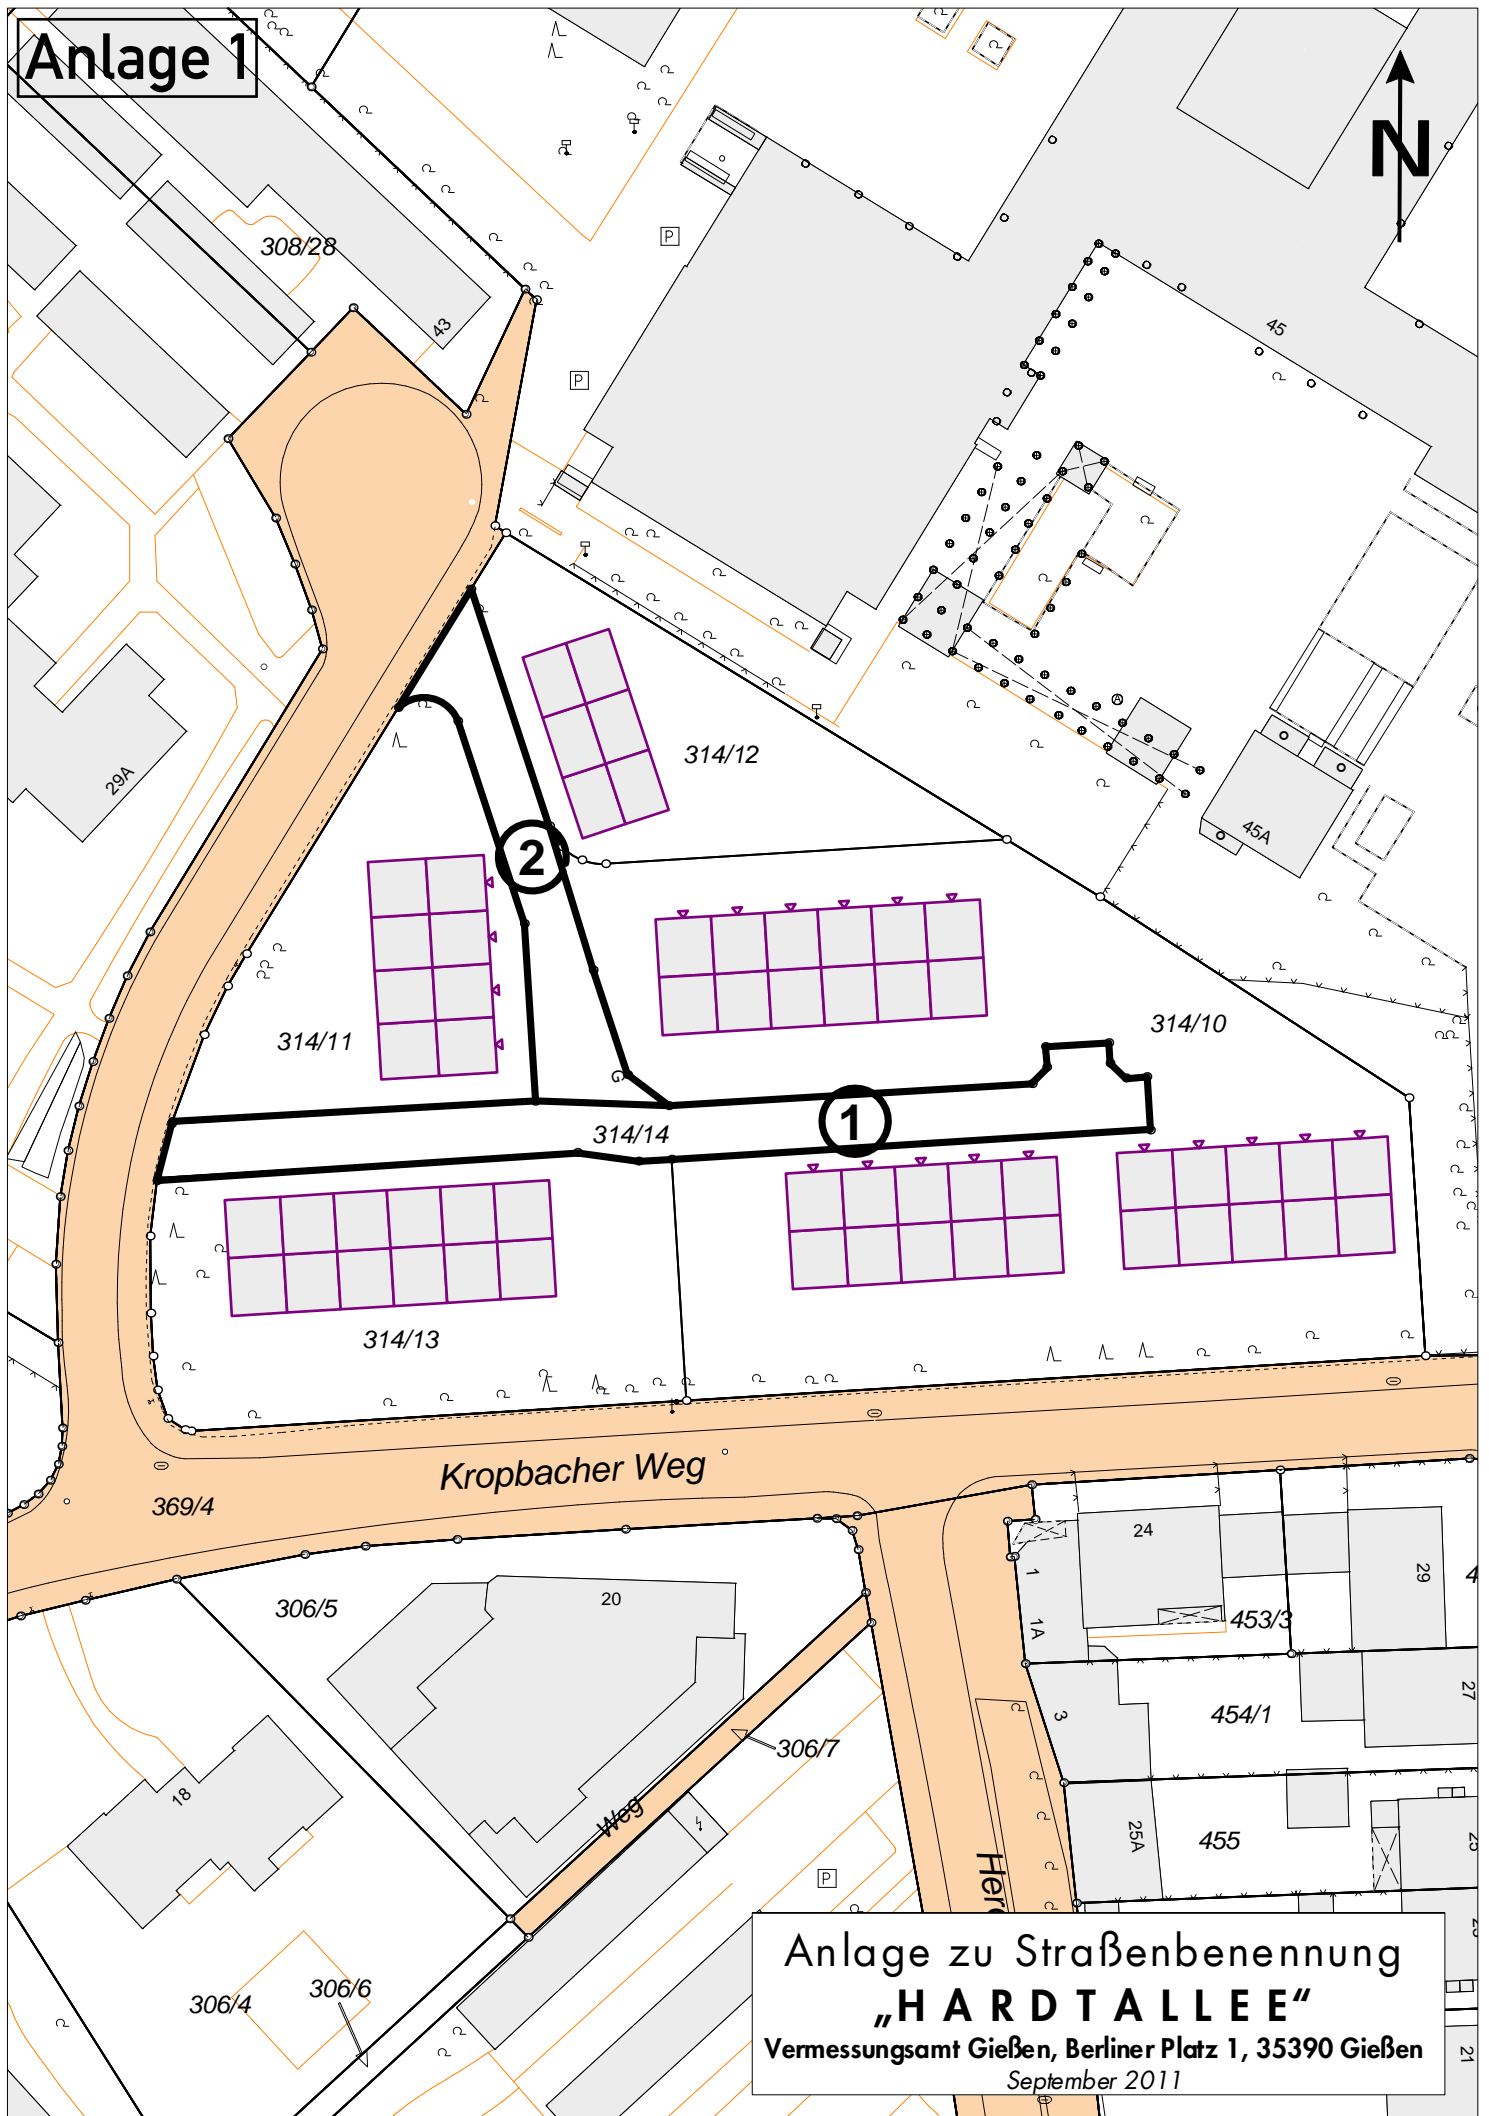 Anlage 1
N
308/28
43
P
P
45
29A
314/12
A
45A
2
314/10
314/11
G
1
314/14
314/13
Kropbacher Weg
369/4
24
1
29
4
306/5
20
1A
453/3
27
3
454/1
306/7
18
Weg
25A
455
25
P
306/4
306/6
21
Anlage zu Straßenbenennung
„HARDTALLEE“
Vermessungsamt Gießen, Berliner Platz 1, 35390 Gießen
September 2011